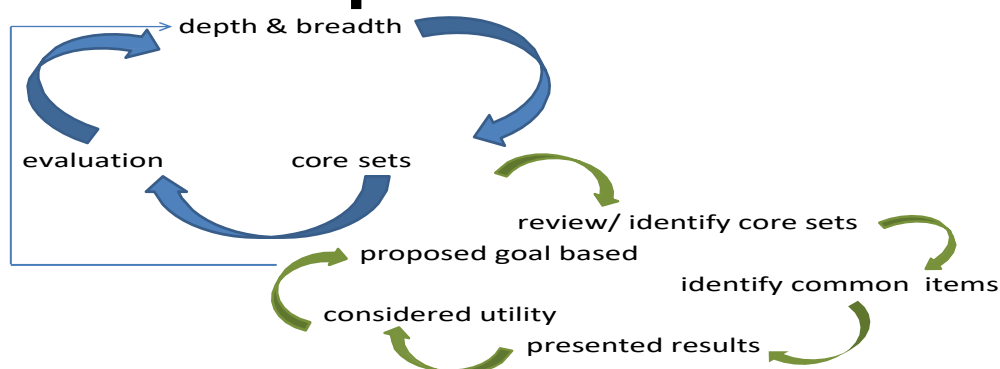 depth & breadth
evaluation
core sets
review/ identify core sets
proposed goal based
identify common items
considered utility
presented results